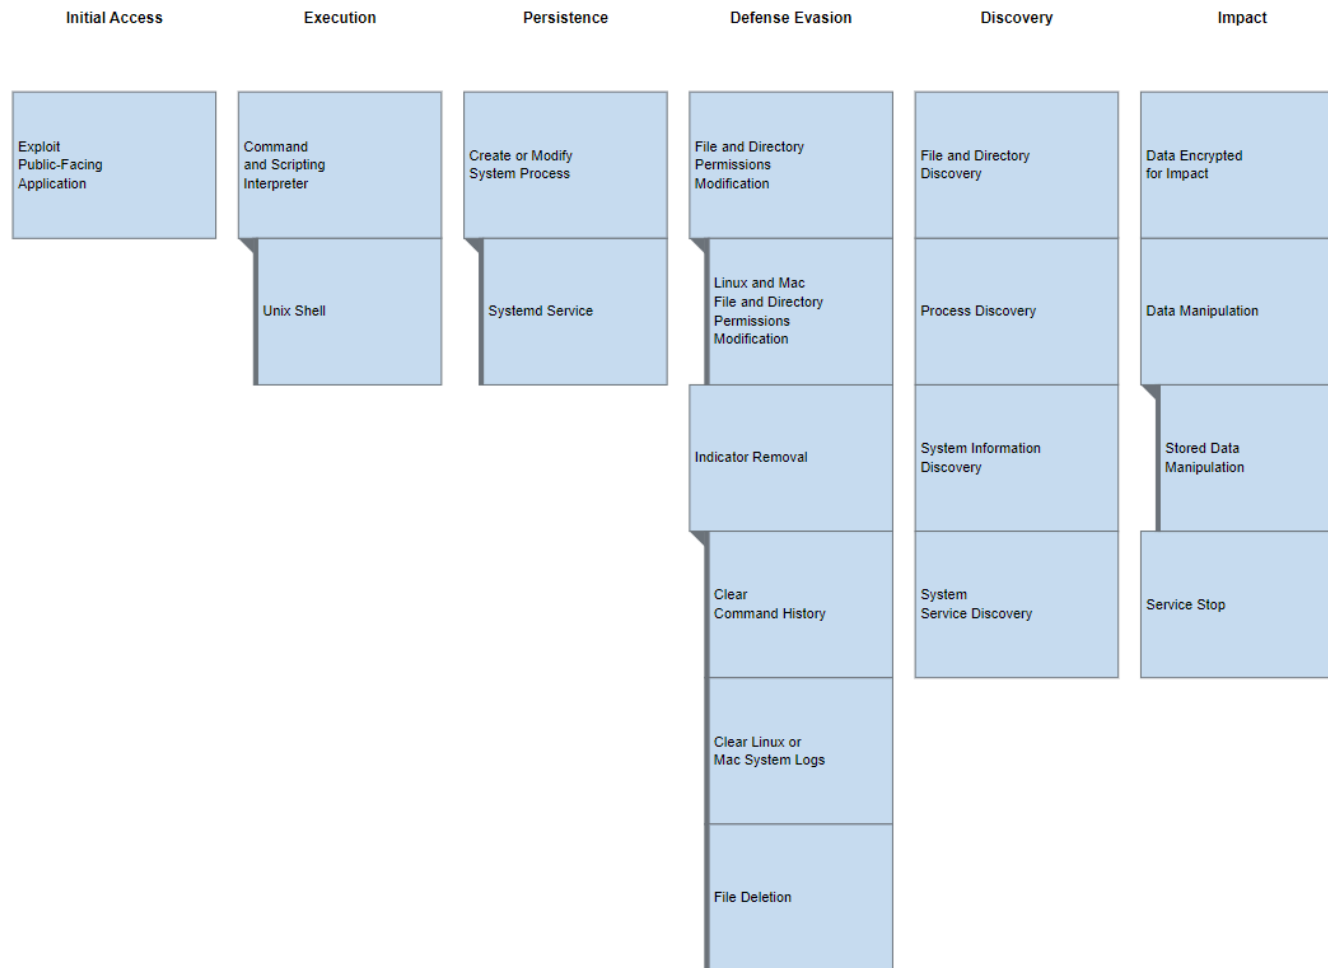 Initial Access
Execution
Persistence
Defense Evasion
Discovery
Impact
Exploit
Public-Facing
Application
Command
and Scripting
Interpreter
Unix Shell
Create or Modify
System Process
Systemd Service
File and Directory
Permissions
Modification
Linux and Mac
File and Directory
Permissions
Modification
Indicator Removal
Clear
Command History
Clear Linux or
Mac System Logs
File Deletion
File and Directory
Discovery
Process Discovery
System Information
Discovery
System
Service Discovery
Data Encrypted
for Impact
Data Manipulation
Stored Data
Manipulation
Service Stop